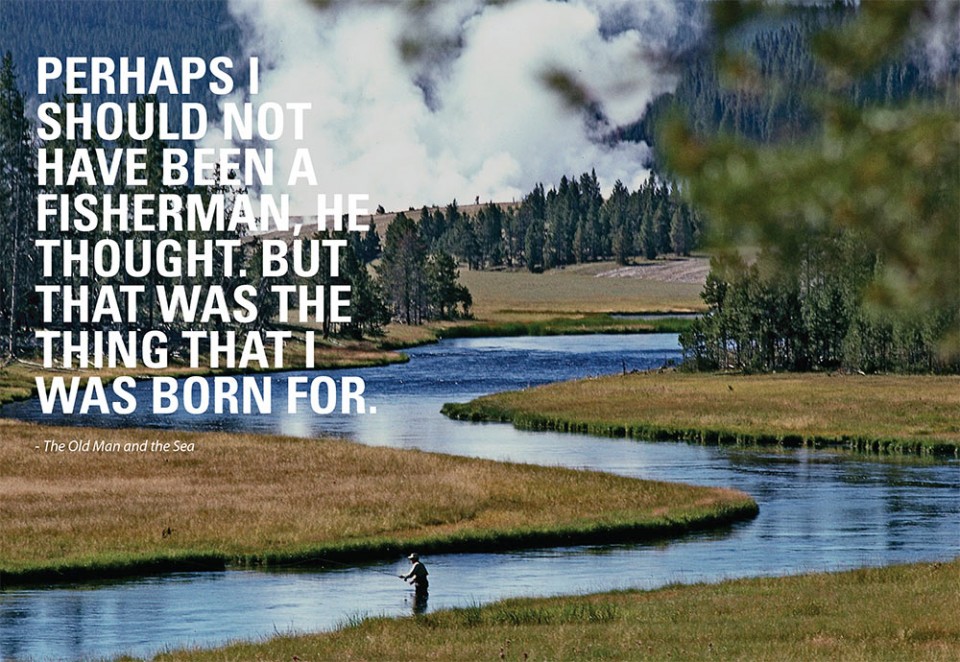 PERHAPS I
SHOULD NOT
HAVE BEEN A
FISHERMAN, HE
THOUGHT. BUT
THAT WAS THE
THING THAT I
WAS BORN FOR.
- The Old Man and the Sea